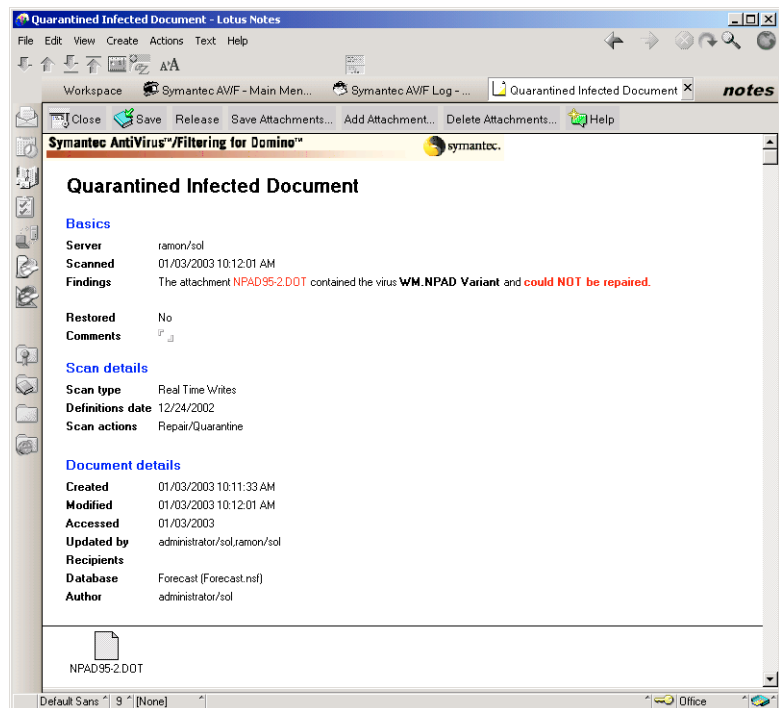 Quarantined Infected Document - Lotus Notes
File Edit View Create Actions Text Help
Workspace Symantec AV/F - Main Men... Symantec AV/F Log - ... Quarantined Infected Document notes
Close Save Release Save Attachments... Add Attachment... Delete Attachments... Help
Symantec AntiVirus™/Filtering for Domino™ symantec.
Quarantined Infected Document
Basics
Server ramon/sol
Scanned 01/03/2003 10:12:01 AM
Findings The attachment NPAD95-2.DOT contained the virus WM.NPAD Variant and could NOT be repaired.
Restored No
Comments
Scan details
Scan type Real Time Writes
Definitions date 12/24/2002
Scan actions Repair/Quarantine
Document details
Created 01/03/2003 10:11:33 AM
Modified 01/03/2003 10:12:01 AM
Accessed 01/03/2003
Updated by administrator/sol,ramon/sol
Recipients
Database Forecast (Forecast.nsf)
Author administrator/sol
NPAD95-2.DOT
Default Sans 9 [None] Office